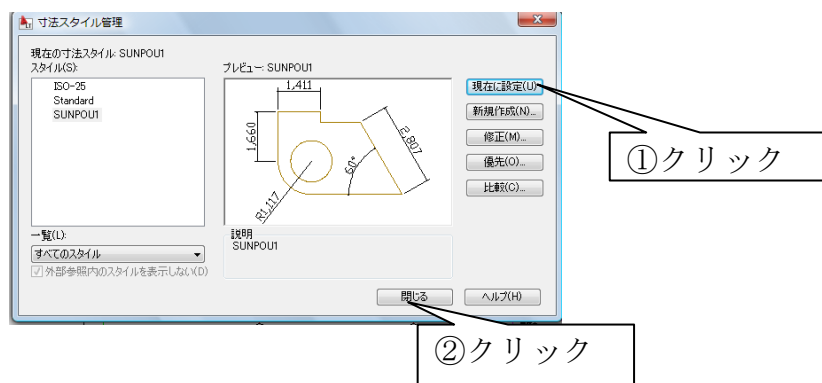 寸法スタイル管理
現在の寸法スタイル: SUNPOU1
スタイル(S):
ISO-25
Standard
SUNPOU1
プレビュー: SUNPOU1
1,411
1,660
2,807
60°
R1,117
現在に設定(U)
新規作成(N)...
修正(M)...
優先(O)...
比較(C)...
①クリック
一覧(L):
すべてのスタイル
外部参照内のスタイルを表示しない(D)
説明
SUNPOU1
閉じる
ヘルプ(H)
②クリック